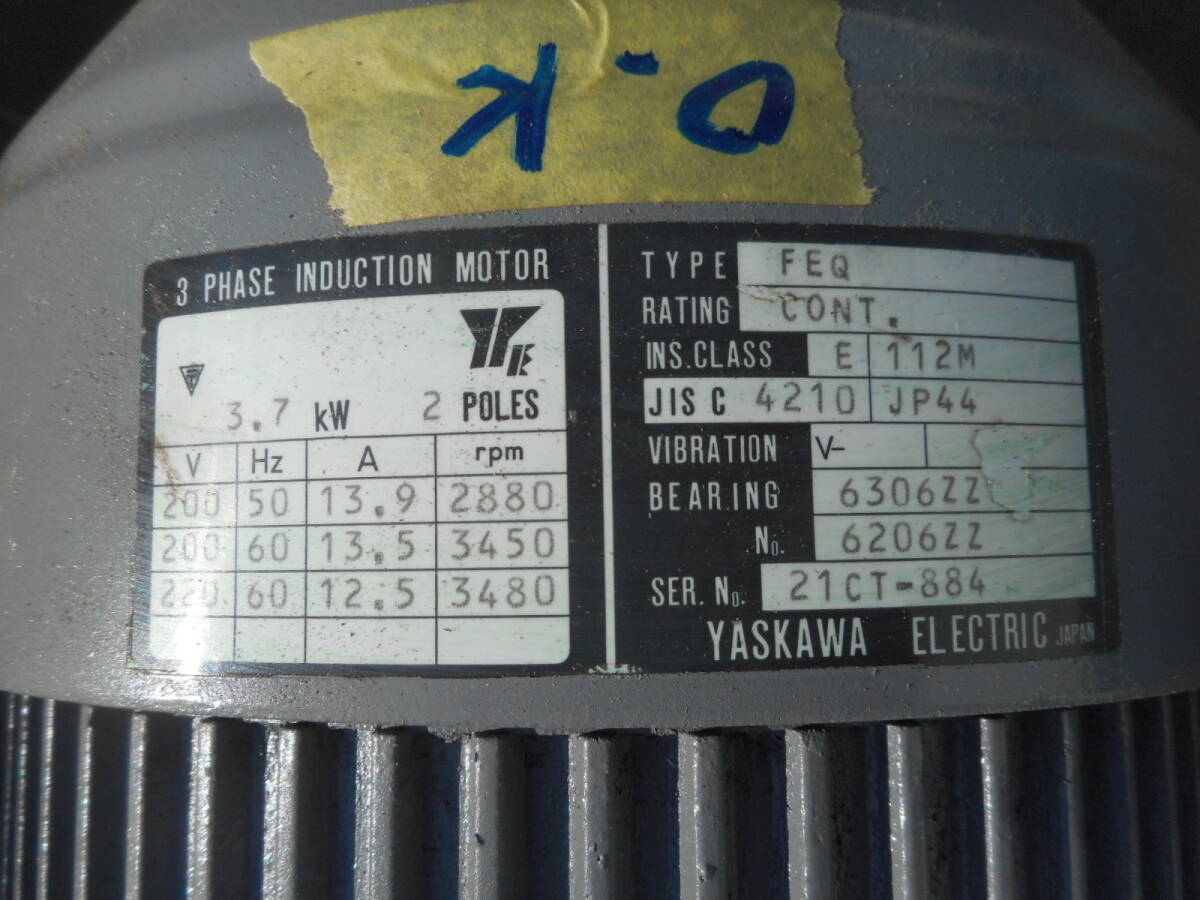 O.K
3 PHASE INDUCTION MOTOR
3.7 kW 2 POLES
V Hz A rpm
200 50 13.9 2880
200 60 13.5 3450
220 60 12.5 3480
TYPE FEQ
RATING CONT.
INS.CLASS E 112M
JIS C 4210 JP44
VIBRATION V-
BEARING 6306ZZ
No. 6206ZZ
SER. No. 21CT-884
YASKAWA ELECTRIC JAPAN